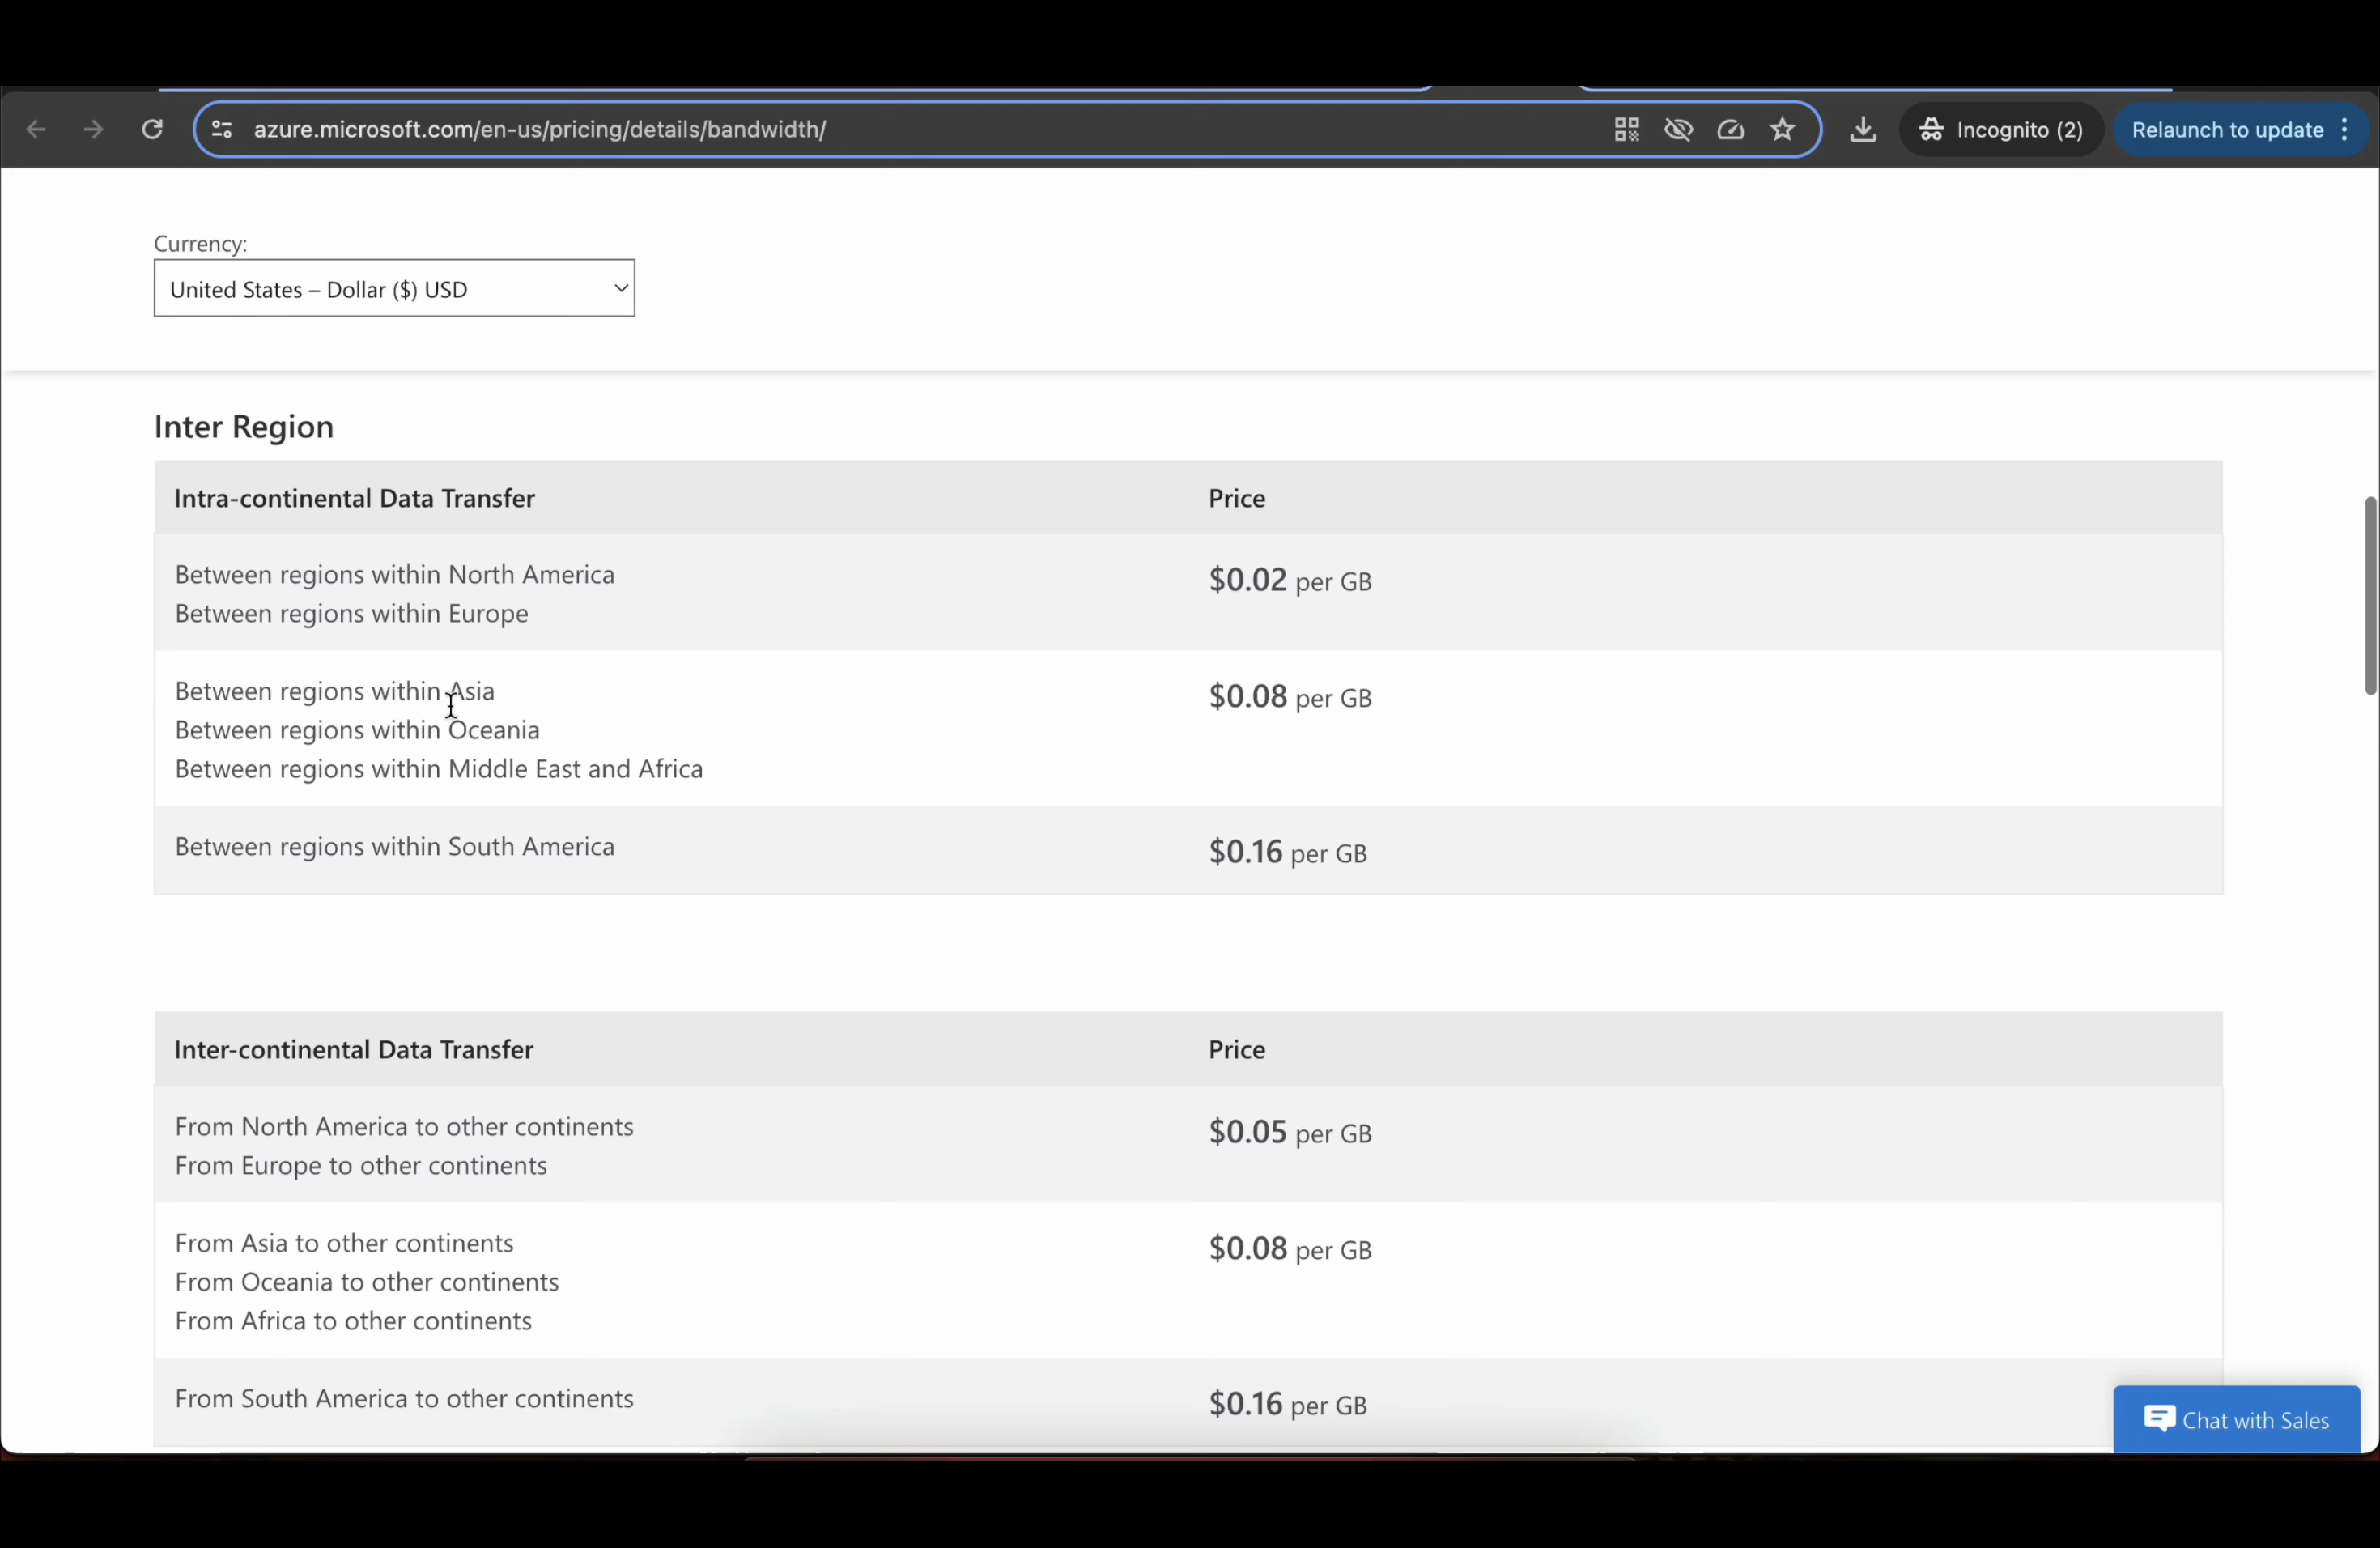 azure.microsoft.com/en-us/pricing/details/bandwidth/
Incognito (2)
Relaunch to update
Currency:
United States – Dollar ($) USD
Inter Region
Intra-continental Data Transfer Price
Between regions within North America $0.02 per GB
Between regions within Europe
Between regions within Asia $0.08 per GB
Between regions within Oceania
Between regions within Middle East and Africa
Between regions within South America $0.16 per GB
Inter-continental Data Transfer Price
From North America to other continents $0.05 per GB
From Europe to other continents
From Asia to other continents $0.08 per GB
From Oceania to other continents
From Africa to other continents
From South America to other continents $0.16 per GB
Chat with Sales